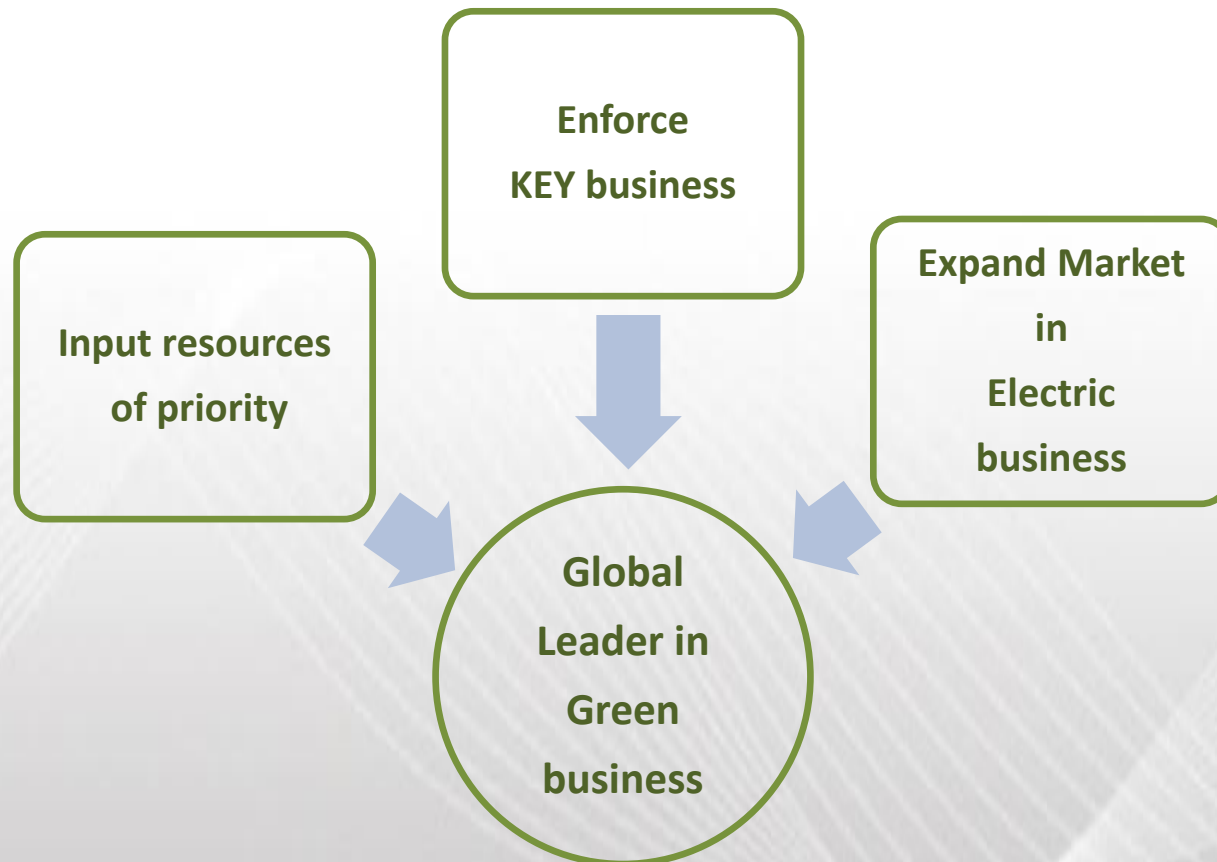 Enforce
KEY business
Input resources
of priority
Expand Market
in
Electric
business
Global
Leader in
Green
business